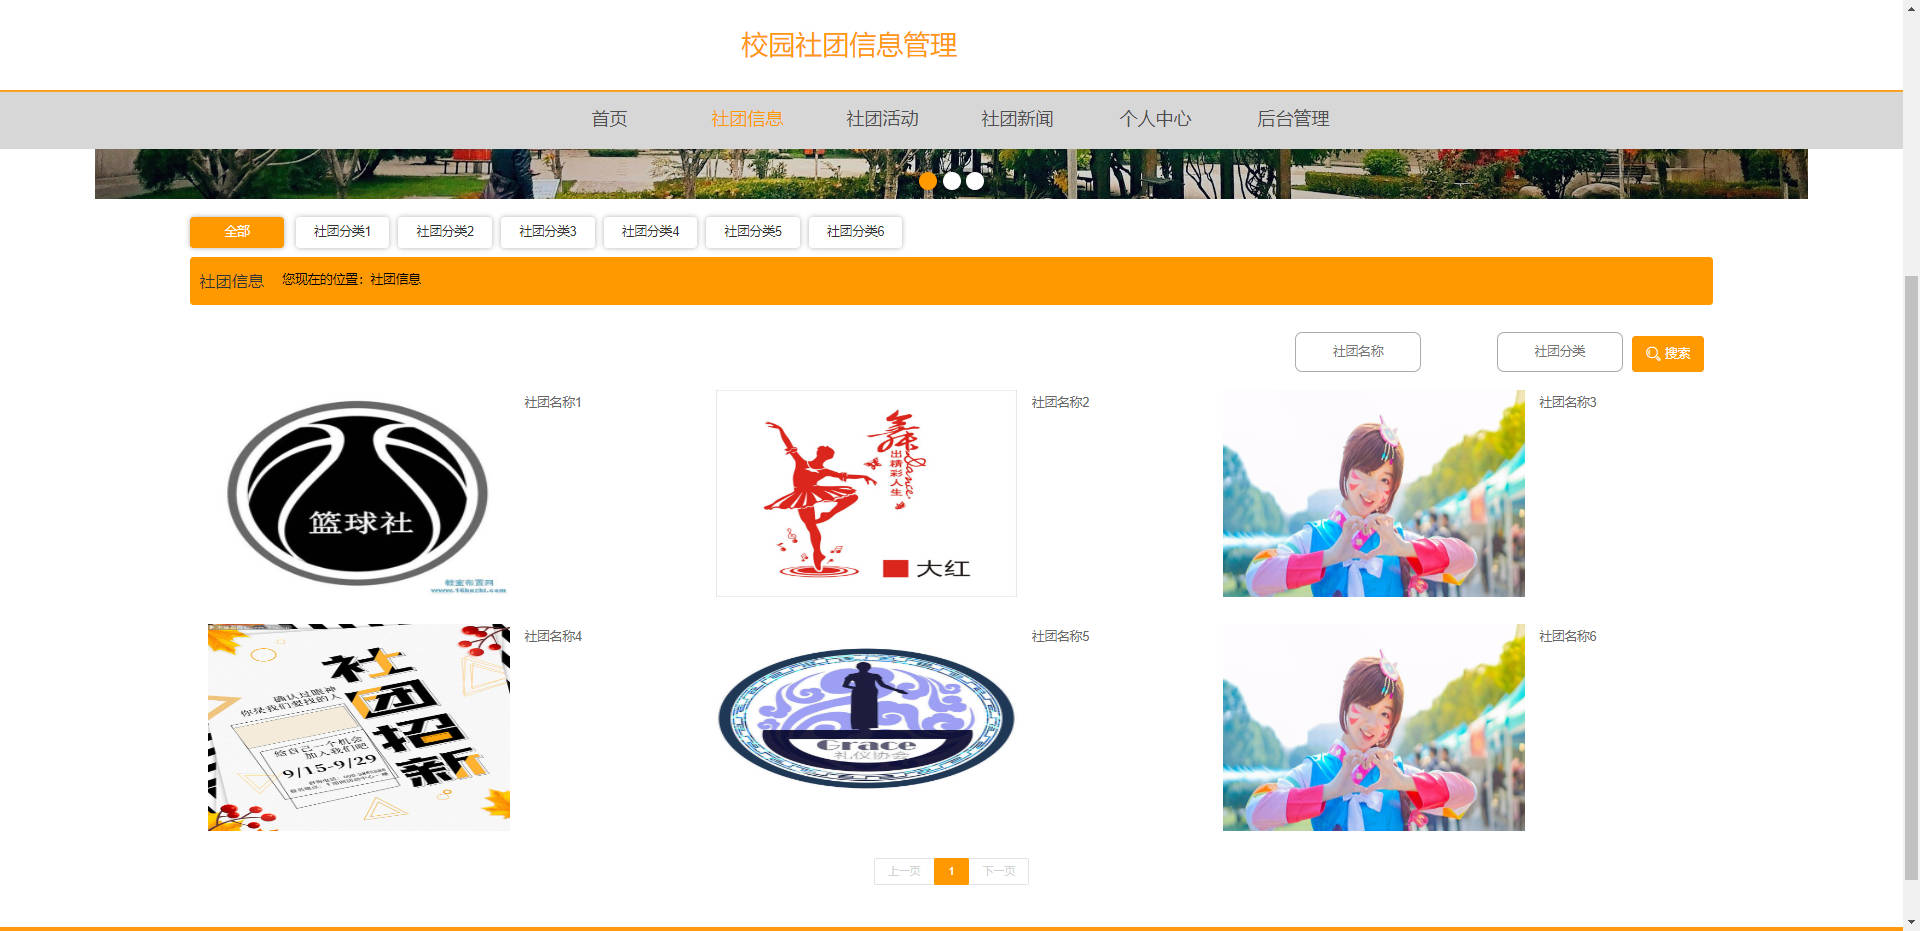 校园社团信息管理
首页 社团信息 社团活动 社团新闻 个人中心 后台管理
全部 社团分类1 社团分类2 社团分类3 社团分类4 社团分类5 社团分类6
社团信息 您现在的位置：社团信息
社团名称 社团分类 搜索
社团名称1
篮球社
教室布置网
社团名称2
舞
出精彩人生
Dance
大红
社团名称3
社团名称4
社团招新
确认过眼神
你是我们要找的人
给自己一个机会
加入我们吧
9/15-9/29
社团名称5
Grace
礼仪协会
社团名称6
上一页 1 下一页